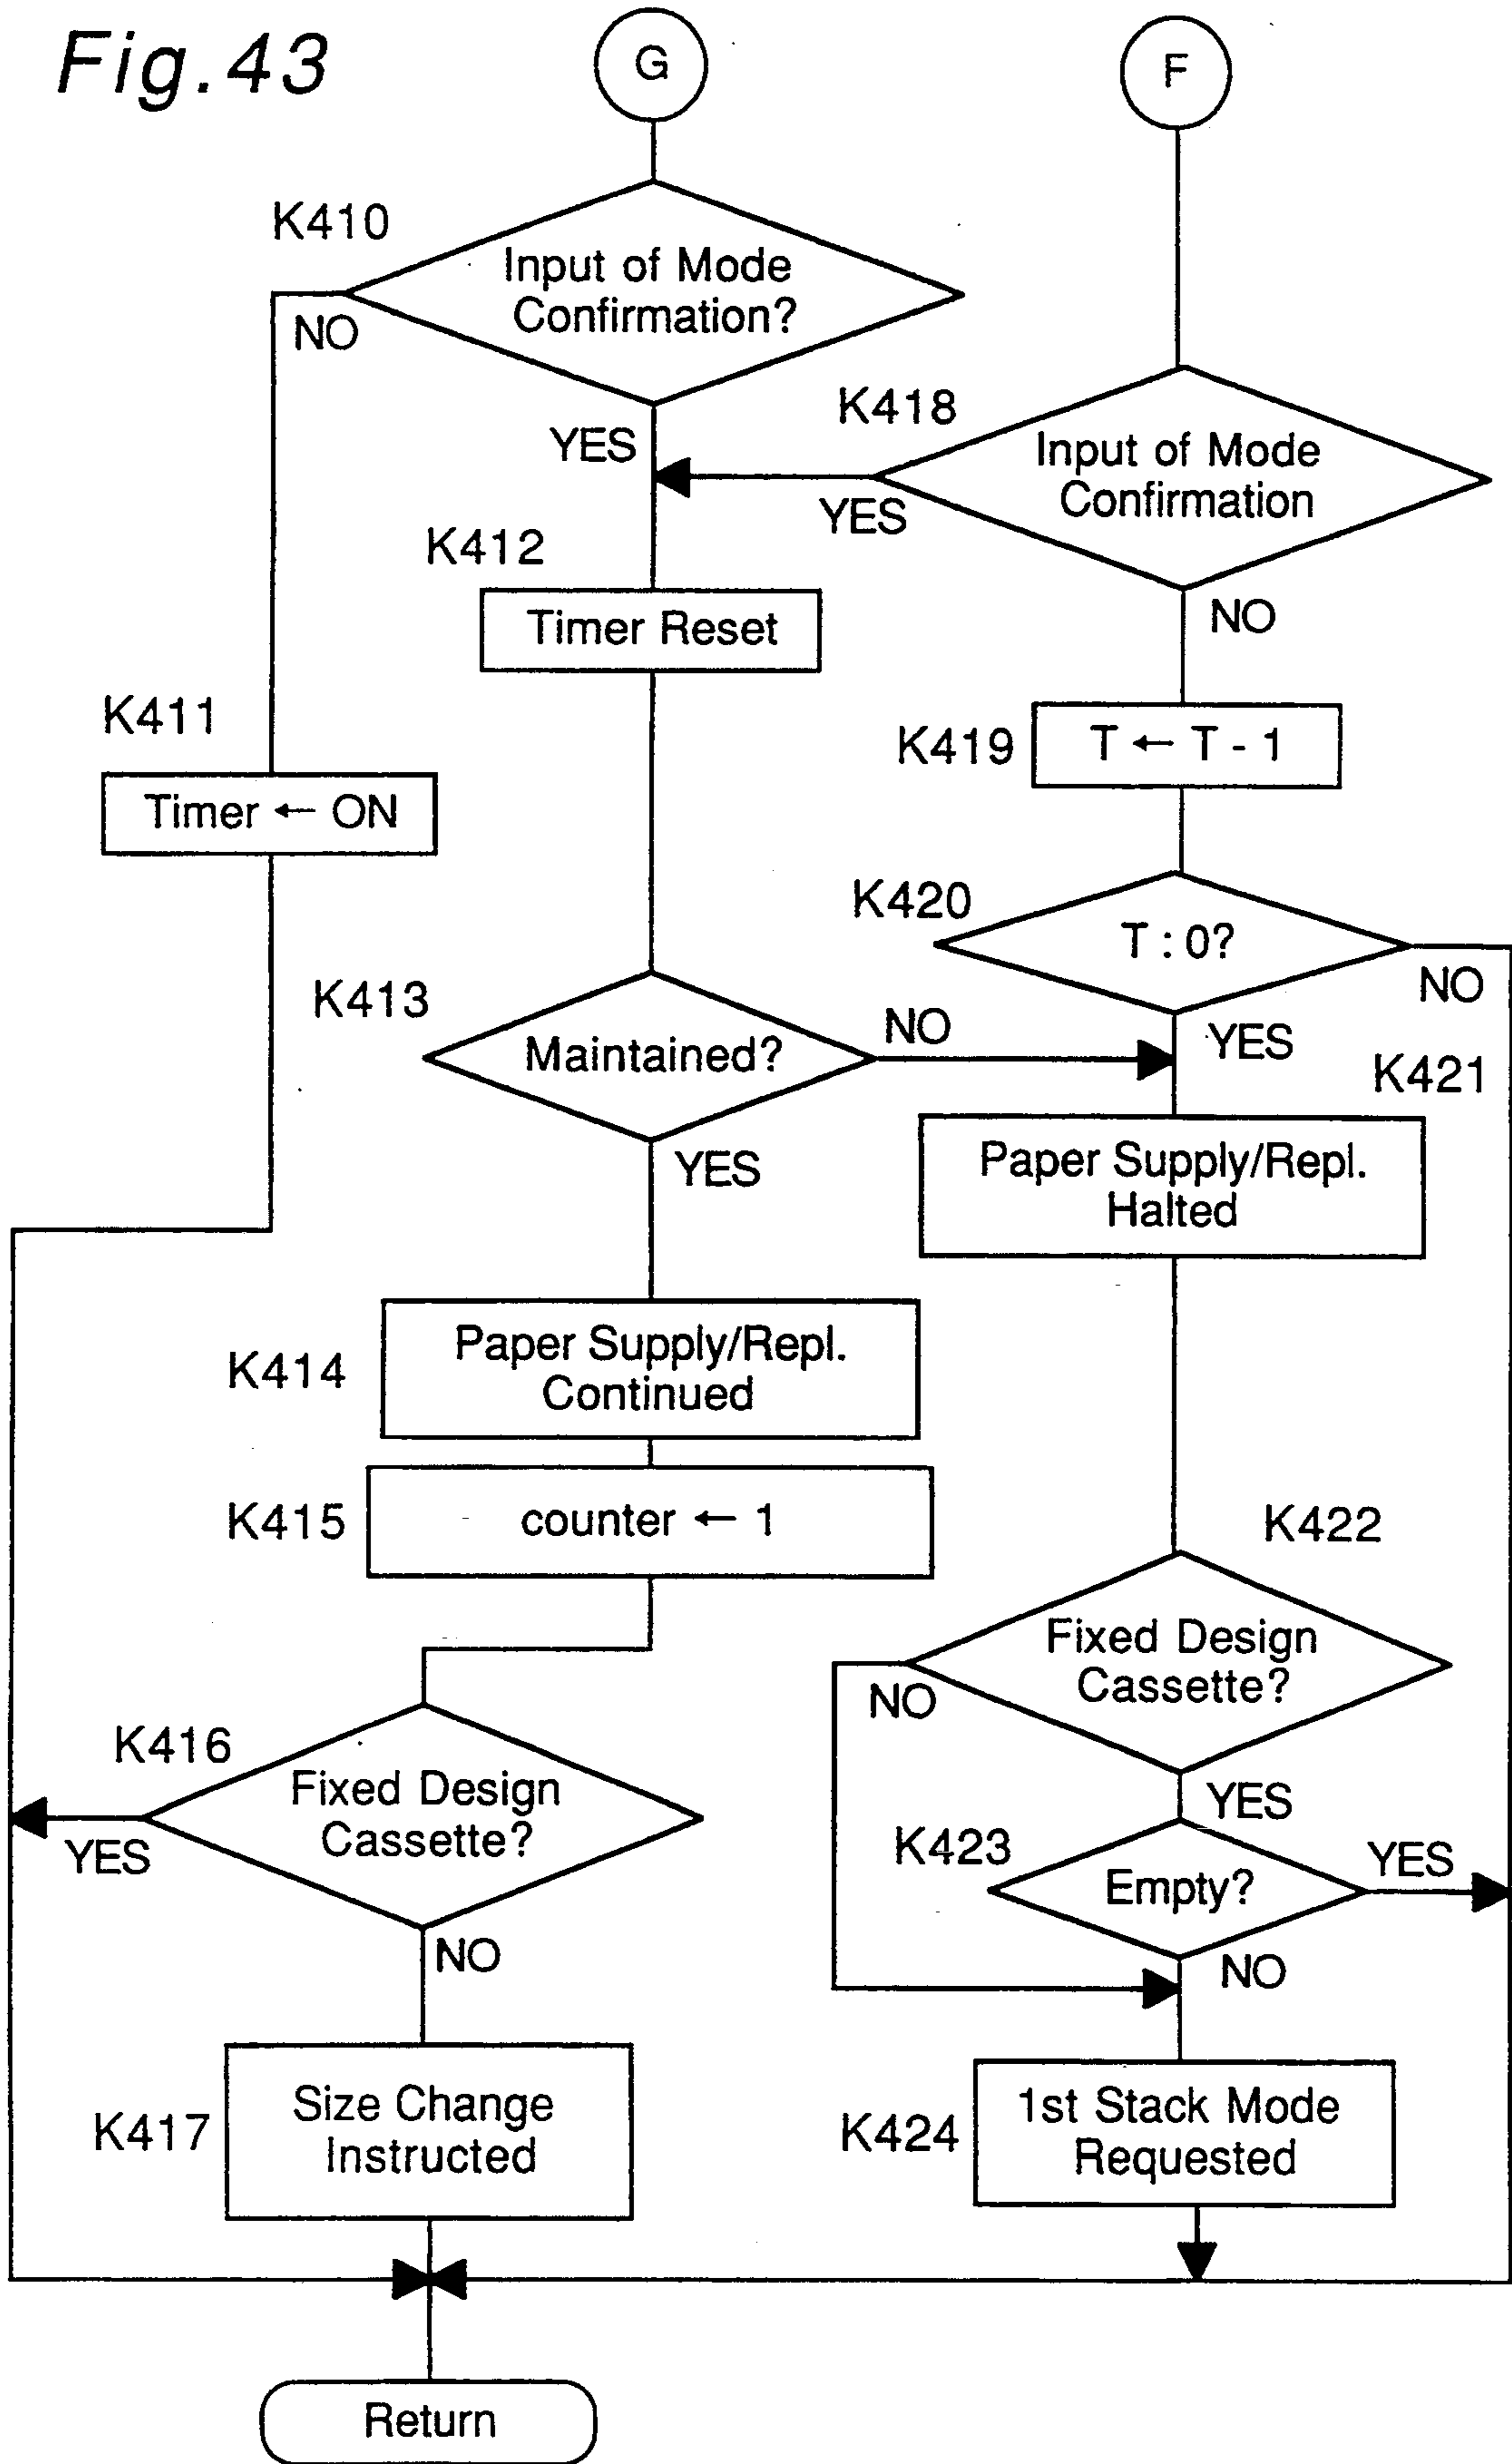 Fig.43
G
F
K410
Input of Mode
Confirmation?
NO
YES
K418
Input of Mode
Confirmation
YES
NO
K412
Timer Reset
K411
Timer ← ON
K419
T ← T - 1
K420
T : 0?
NO
YES
K413
Maintained?
NO
YES
K421
Paper Supply/Repl.
Halted
K414
Paper Supply/Repl.
Continued
K415
counter ← 1
K422
Fixed Design
Cassette?
NO
YES
K416
Fixed Design
Cassette?
YES
NO
K423
Empty?
YES
NO
K417
Size Change
Instructed
K424
1st Stack Mode
Requested
Return